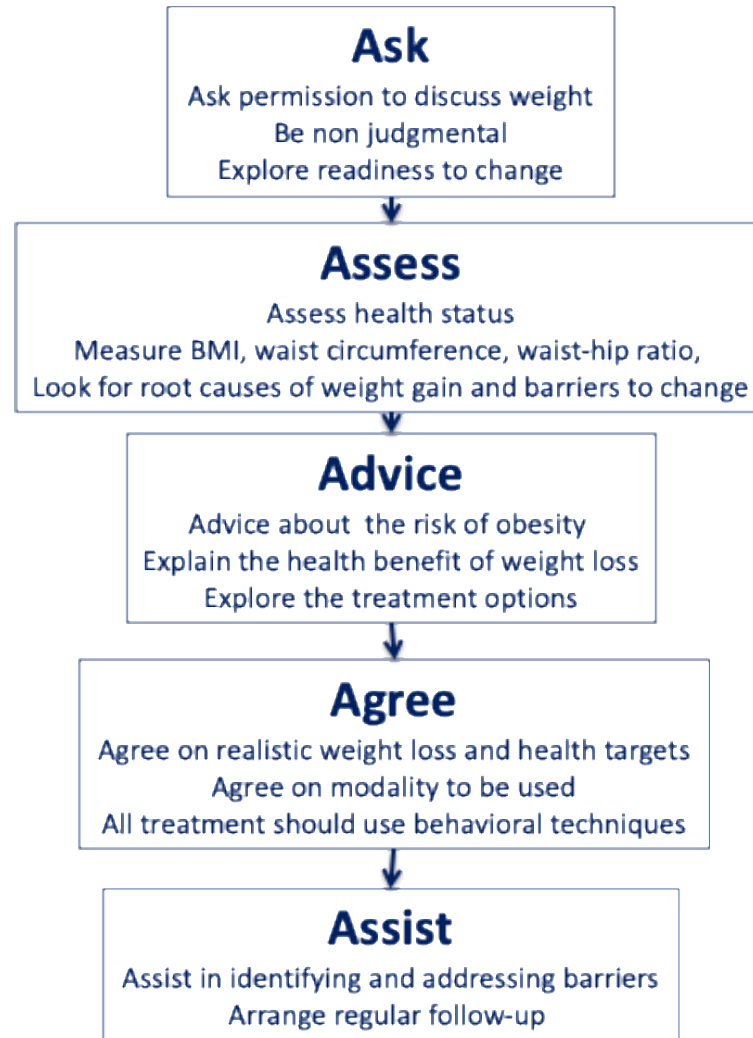 Ask
Ask permission to discuss weight
Be non judgmental
Explore readiness to change
Assess
Assess health status
Measure BMI, waist circumference, waist-hip ratio,
Look for root causes of weight gain and barriers to change
Advice
Advice about the risk of obesity
Explain the health benefit of weight loss
Explore the treatment options
Agree
Agree on realistic weight loss and health targets
Agree on modality to be used
All treatment should use behavioral techniques
Assist
Assist in identifying and addressing barriers
Arrange regular follow-up